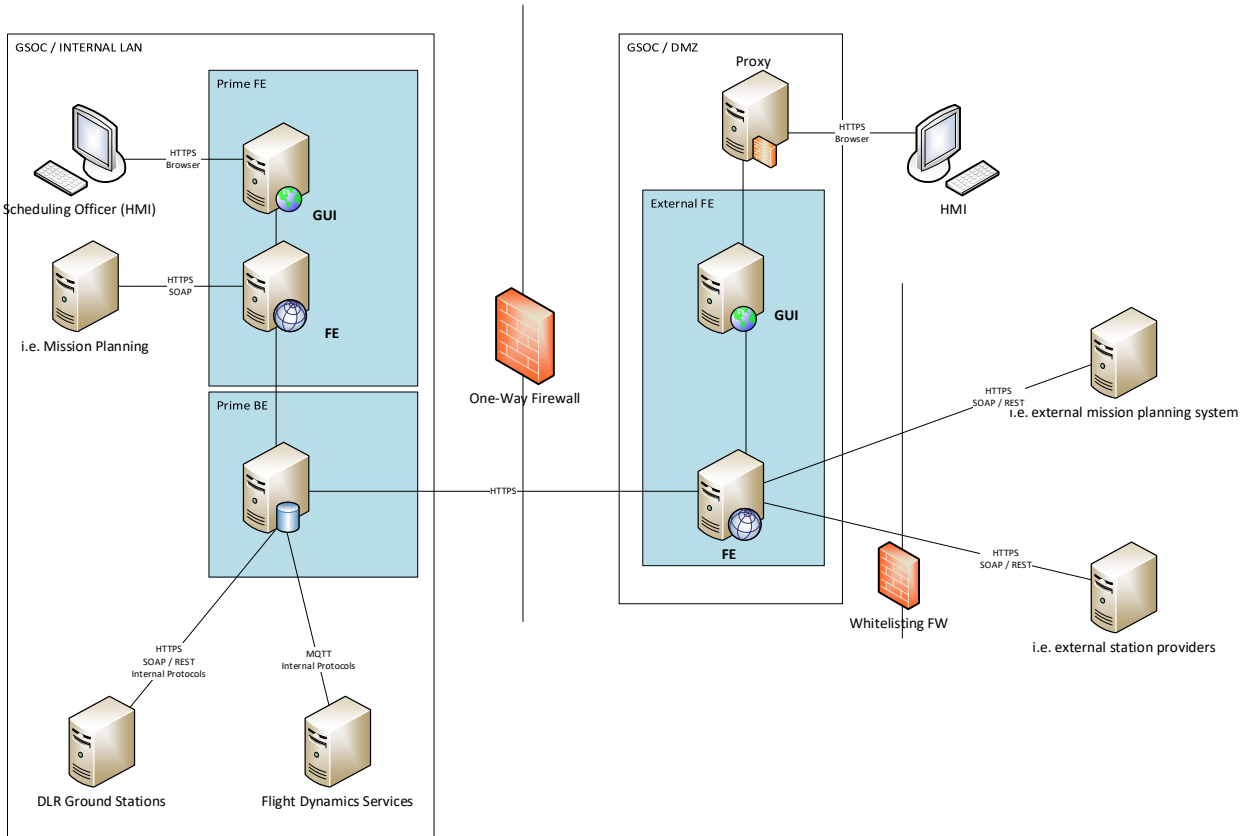 GSOC / INTERNAL LAN
Prime FE
HTTPS
Browser
Scheduling Officer (HMI)
GUI
HTTPS
SOAP
i.e. Mission Planning
FE
Prime BE
HTTPS
SOAP / REST
Internal Protocols
MQTT
Internal Protocols
DLR Ground Stations
Flight Dynamics Services
One-Way Firewall
HTTPS
GSOC / DMZ
Proxy
HTTPS
Browser
HMI
External FE
GUI
FE
HTTPS
SOAP / REST
i.e. external mission planning system
HTTPS
SOAP / REST
Whitelisting FW
i.e. external station providers